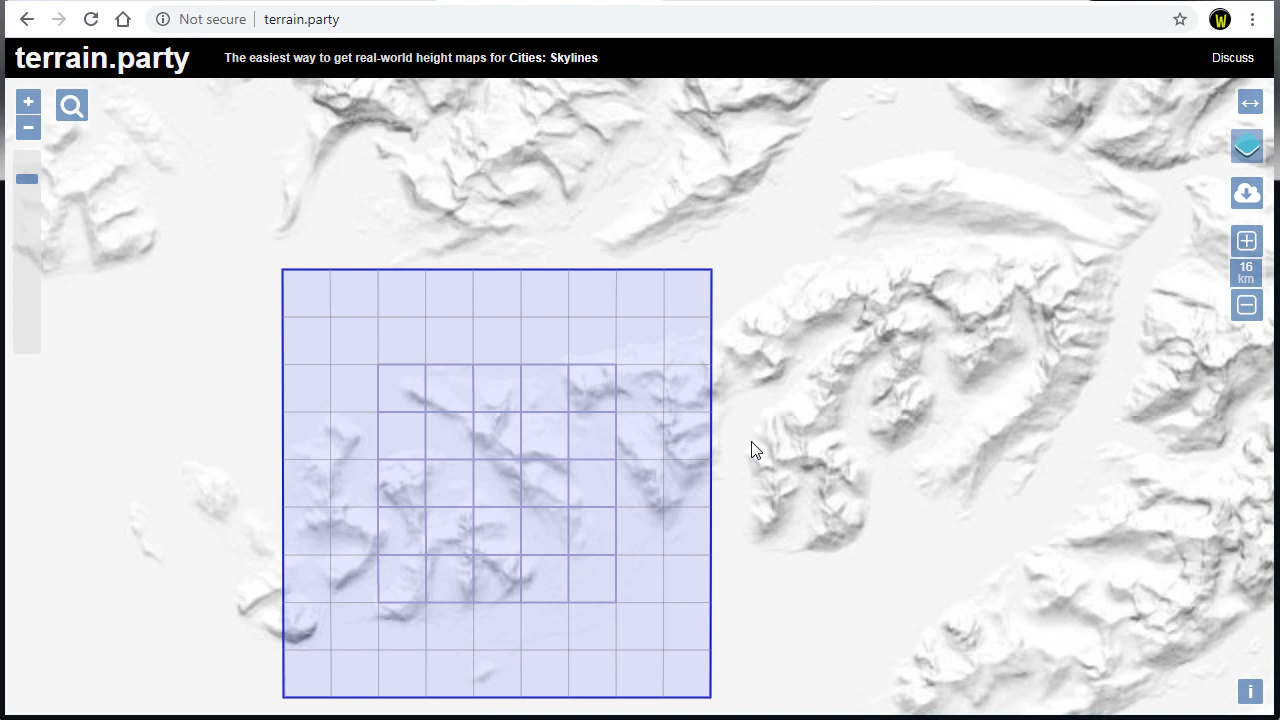 Not secure
terrain.party
terrain.party
The easiest way to get real-world height maps for Cities: Skylines
Discuss
+
−
16
km
i
W